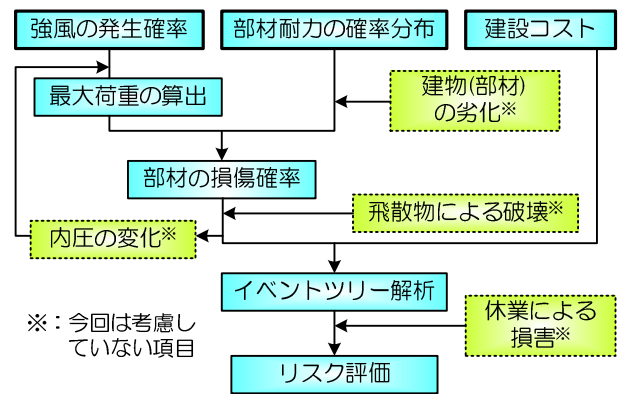 強風の発生確率
部材耐力の確率分布
建設コスト
最大荷重の算出
建物(部材)
の劣化※
部材の損傷確率
飛散物による破壊※
内圧の変化※
イベントツリー解析
※：今回は考慮し
ていない項目
休業による
損害※
リスク評価